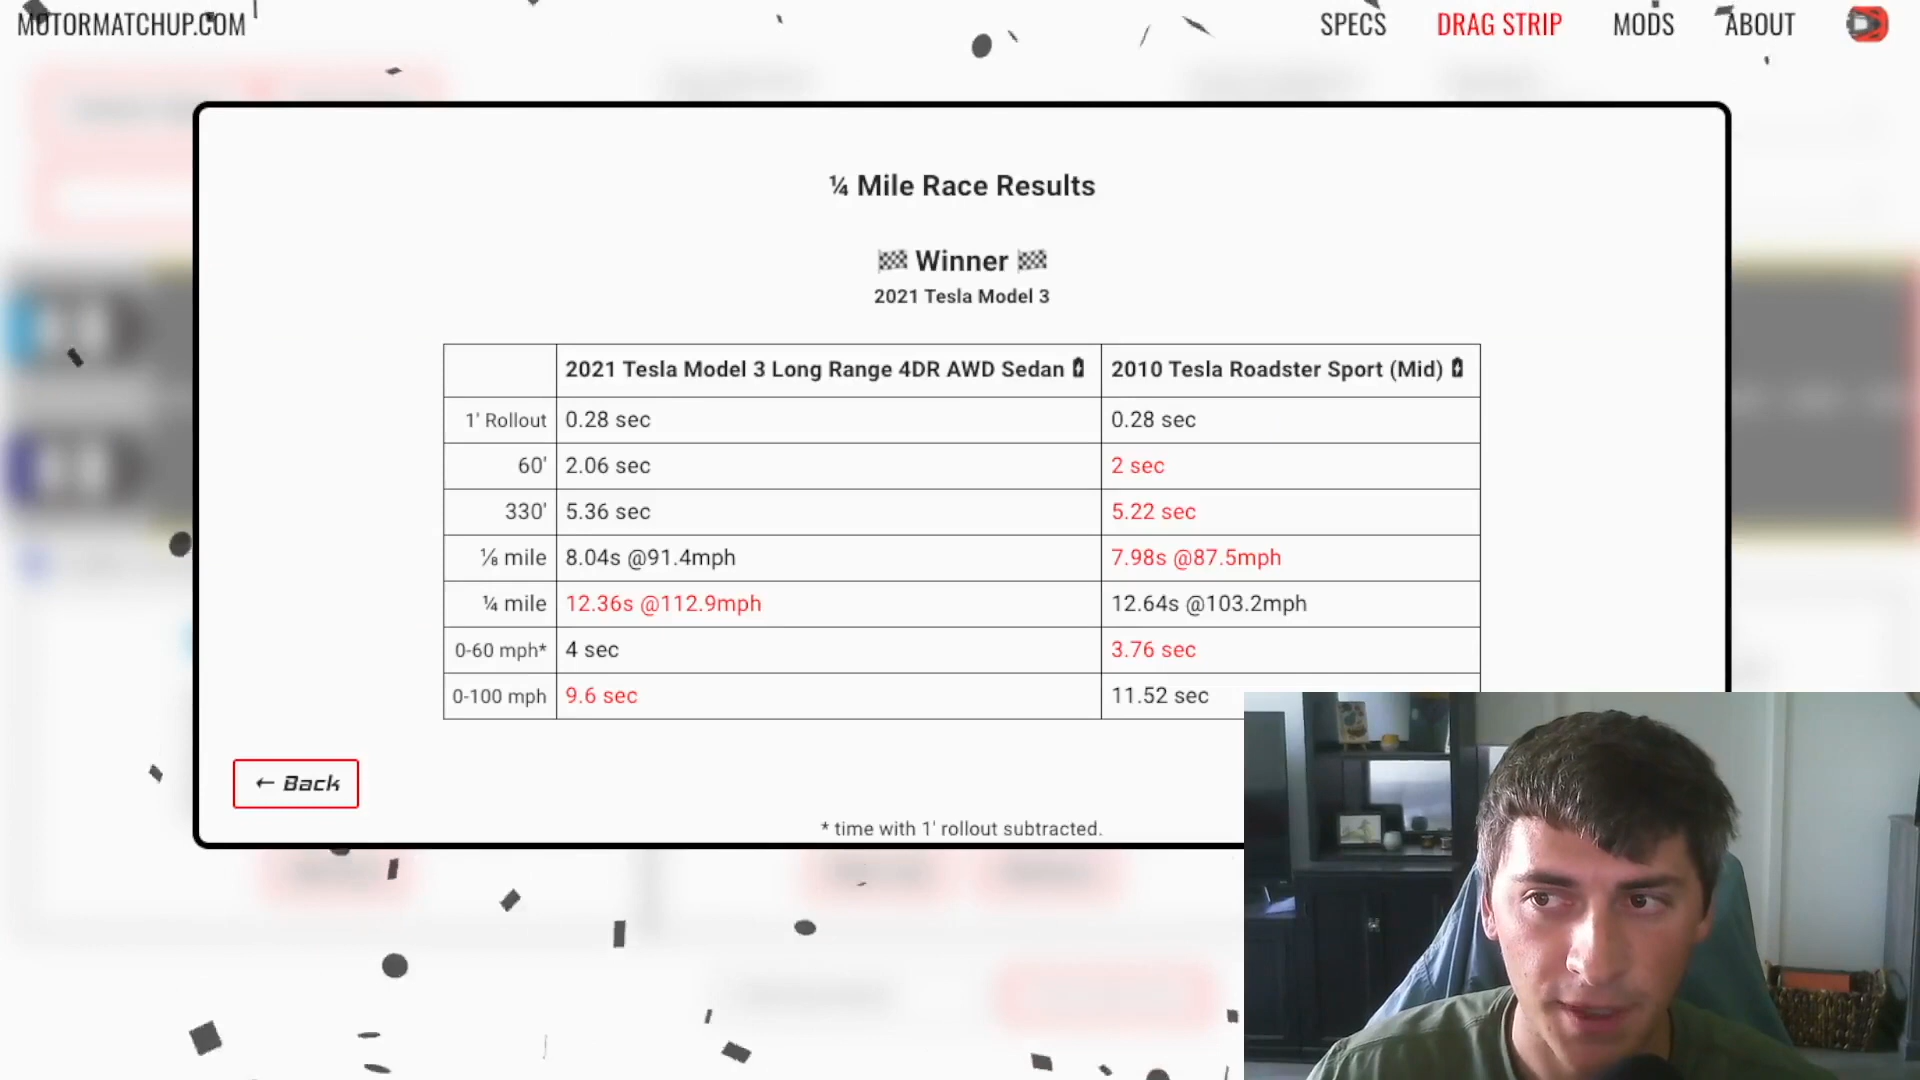 MOTORMATCHUP.COM
SPECS DRAG STRIP MODS ABOUT
¼ Mile Race Results
🏁 Winner 🏁
2021 Tesla Model 3
2021 Tesla Model 3 Long Range 4DR AWD Sedan 2010 Tesla Roadster Sport (Mid)
1' Rollout 0.28 sec 0.28 sec
60' 2.06 sec 2 sec
330' 5.36 sec 5.22 sec
⅛ mile 8.04s @91.4mph 7.98s @87.5mph
¼ mile 12.36s @112.9mph 12.64s @103.2mph
0-60 mph* 4 sec 3.76 sec
0-100 mph 9.6 sec 11.52 sec
← Back
* time with 1' rollout subtracted.